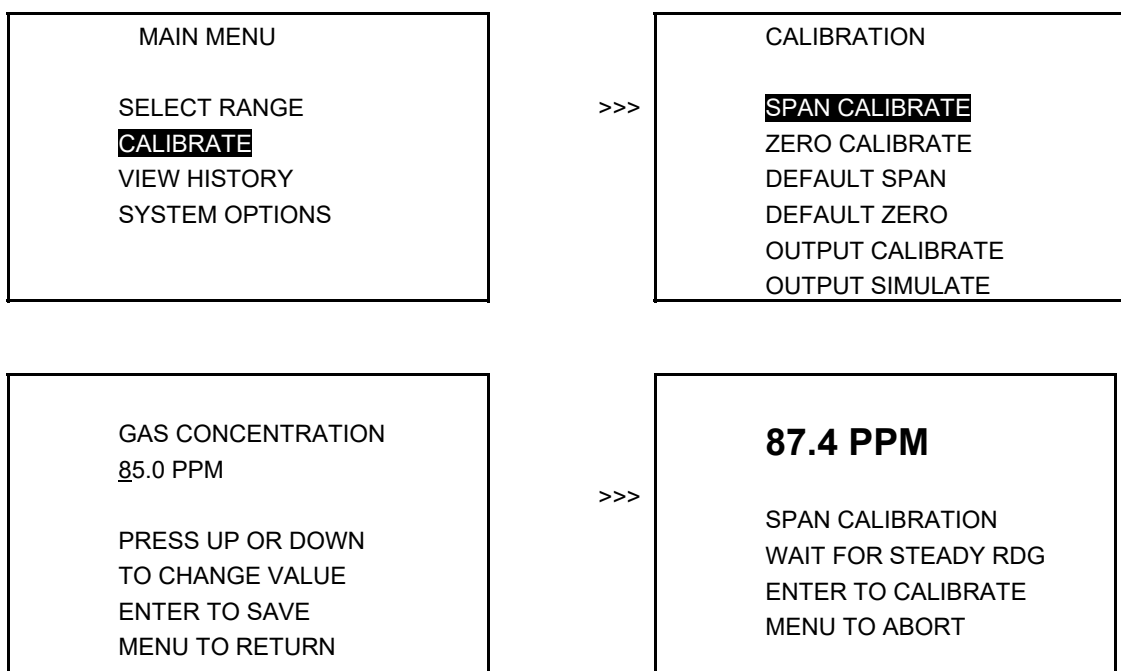 MAIN MENU
SELECT RANGE
CALIBRATE
VIEW HISTORY
SYSTEM OPTIONS
>>>
CALIBRATION
SPAN CALIBRATE
ZERO CALIBRATE
DEFAULT SPAN
DEFAULT ZERO
OUTPUT CALIBRATE
OUTPUT SIMULATE
GAS CONCENTRATION
85.0 PPM
PRESS UP OR DOWN
TO CHANGE VALUE
ENTER TO SAVE
MENU TO RETURN
>>>
87.4 PPM
SPAN CALIBRATION
WAIT FOR STEADY RDG
ENTER TO CALIBRATE
MENU TO ABORT